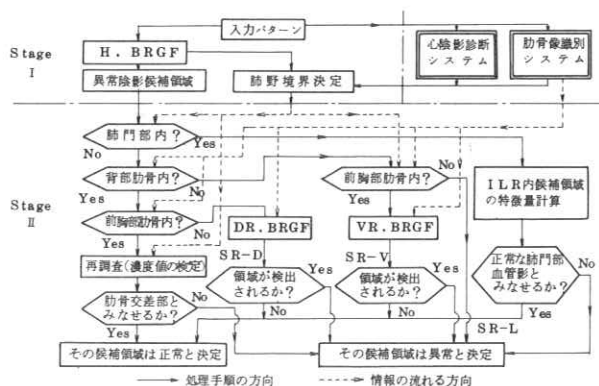 Stage
I
入力パターン
H. BRGF
異常陰影候補領域
肺野境界決定
心陰影診断
システム
肋骨像識別
システム
Stage
II
肺門部内?
Yes
No
背部肋骨内?
No
Yes
前胸部肋骨内?
No
Yes
再調査(濃度値の検定)
肋骨交差部と
みなせるか?
No
Yes
DR. BRGF
SR-D
領域が検出
されるか?
Yes
No
前胸部肋骨内?
No
Yes
VR. BRGF
SR-V
領域が検出
されるか?
Yes
No
ILR内候補領域
の特徴量計算
正常な肺門部
血管影と
みなせるか?
SR-L
Yes
No
その候補領域は正常と決定
その候補領域は異常と決定
処理手順の方向
情報の流れる方向